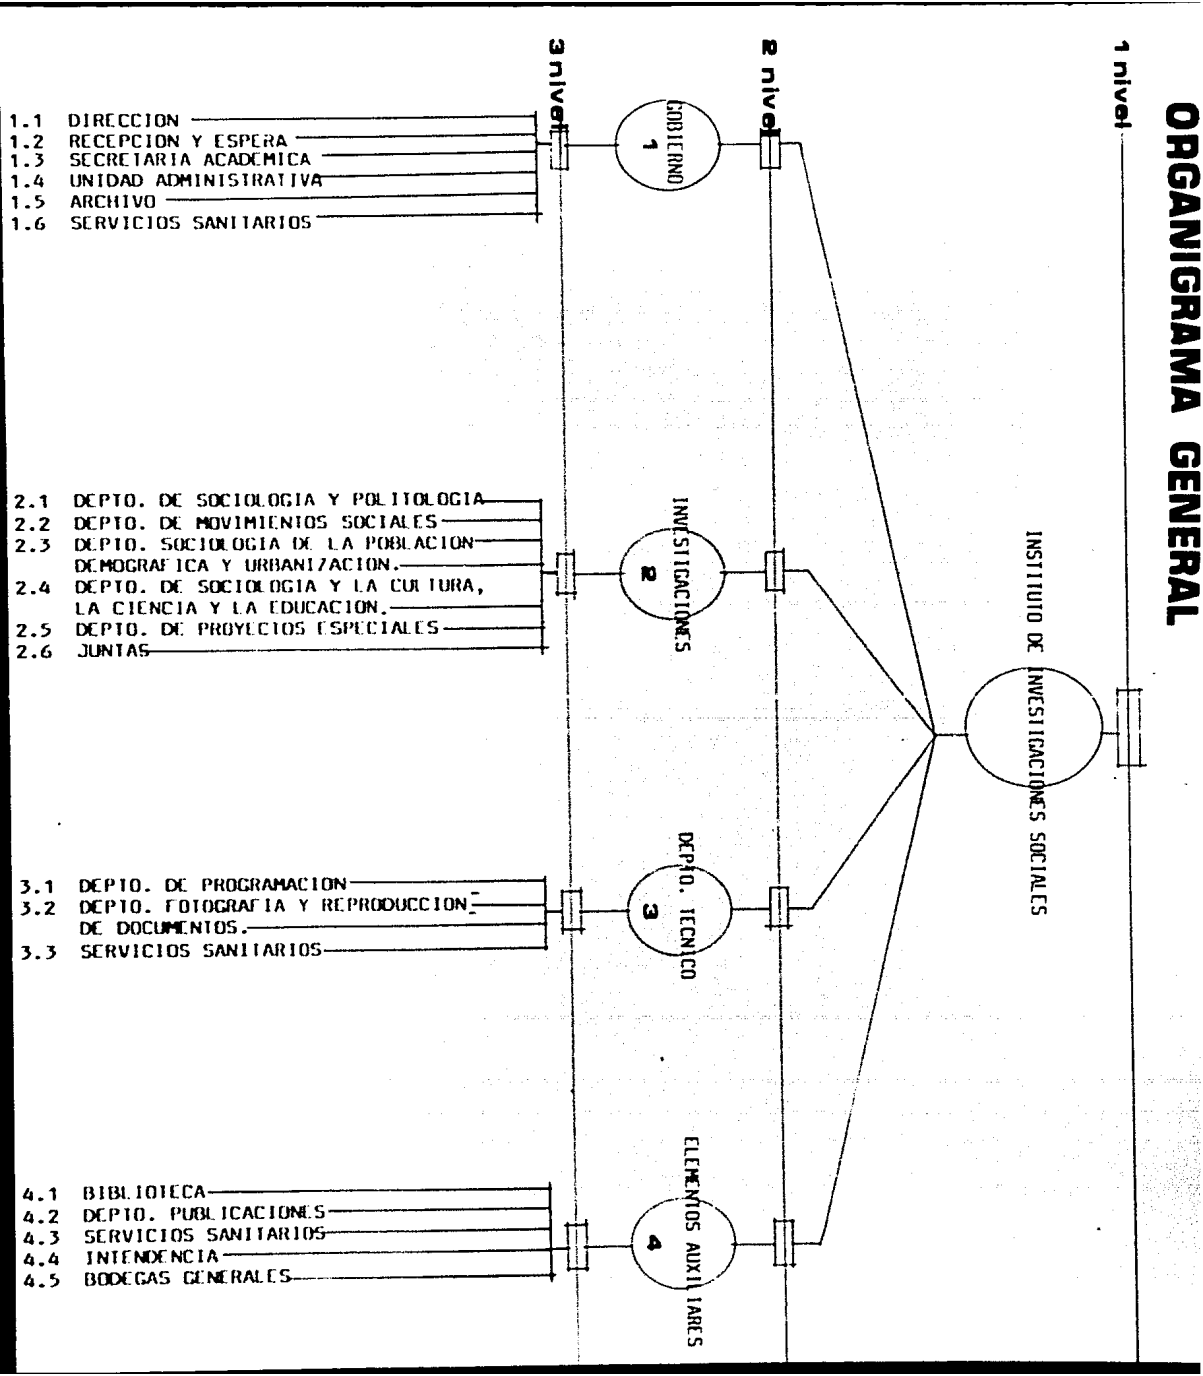 ORGANIGRAMA GENERAL
1 nivel
INSTITUTO DE INVESTIGACIONES SOCIALES
2 nivel
GOBIERNO
1
INVESTIGACIONES
2
DEPTO. TECNICO
3
ELEMENTOS AUXILIARES
4
3 nivel
1.1 DIRECCION
1.2 RECEPCION Y ESPERA
1.3 SECRETARIA ACADEMICA
1.4 UNIDAD ADMINISTRATIVA
1.5 ARCHIVO
1.6 SERVICIOS SANITARIOS
2.1 DEPTO. DE SOCIOLOGIA Y POLITOLOGIA
2.2 DEPTO. DE MOVIMIENTOS SOCIALES
2.3 DEPTO. SOCIOLOGIA DE LA POBLACION
DEMOGRAFICA Y URBANIZACION.
2.4 DEPTO. DE SOCIOLOGIA Y LA CULTURA,
LA CIENCIA Y LA EDUCACION.
2.5 DEPTO. DE PROYECTOS ESPECIALES
2.6 JUNTAS
3.1 DEPTO. DE PROGRAMACION
3.2 DEPTO. FOTOGRAFIA Y REPRODUCCION
DE DOCUMENTOS.
3.3 SERVICIOS SANITARIOS
4.1 BIBLIOTECA
4.2 DEPTO. PUBLICACIONES
4.3 SERVICIOS SANITARIOS
4.4 INTENDENCIA
4.5 BODEGAS GENERALES